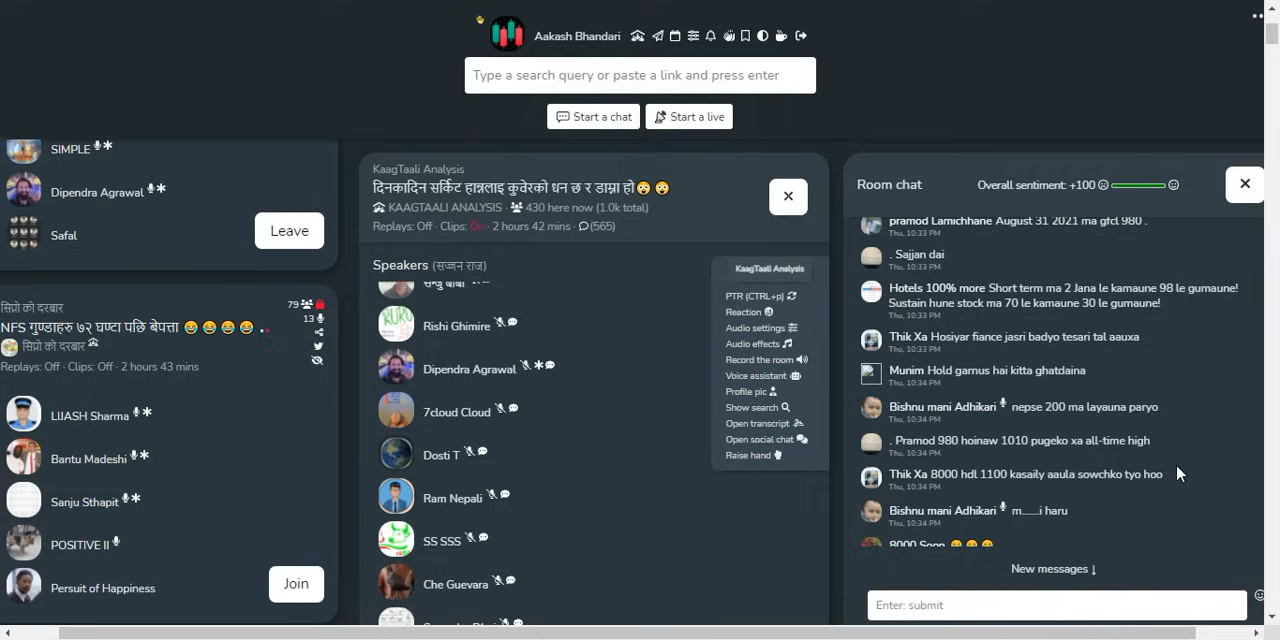 Aakash Bhandari
Type a search query or paste a link and press enter
Start a chat
Start a live
SIMPLE
Dipendra Agrawal
Safal
Leave
सिप्रो को दरबार
79
13
NFS गुण्डाहरु ७२ घण्टा पछि बेपत्ता 😂 😂 😂 😂
सिप्रो को दरबार
Replays: Off · Clips: Off · 2 hours 43 mins
LIJASH Sharma
Bantu Madeshi
Sanju Sthapit
POSITIVE II
Persuit of Happiness
Join
KaagTaali Analysis
दिनकादिन सर्किट हान्नलाइ कुवेरको धन छ र डाम्ना हो😲 😲
KAAGTAALI ANALYSIS · 430 here now (1.0k total)
Replays: Off · Clips: On · 2 hours 42 mins · (565)
Speakers (सज्जन राज)
Rishi Ghimire
Dipendra Agrawal
7cloud Cloud
Dosti T
Ram Nepali
SS SSS
Che Guevara
KaagTaali Analysis
PTR (CTRL+p)
Reaction
Audio settings
Audio effects
Record the room
Voice assistant
Profile pic
Show search
Open transcript
Open social chat
Raise hand
Room chat
Overall sentiment: +100
pramod Lamichhane August 31 2021 ma gfcl 980 .
Thu, 10:33 PM
. Sajjan dai
Thu, 10:33 PM
Hotels 100% more Short term ma 2 Jana le kamaune 98 le gumaune!
Sustain hune stock ma 70 le kamaune 30 le gumaune!
Thu, 10:33 PM
Thik Xa Hosiyar fiance jasri badyo tesari tal aauxa
Thu, 10:33 PM
Munim Hold garnus hai kitta ghatdaina
Thu, 10:34 PM
Bishnu mani Adhikari nepse 200 ma layauna paryo
Thu, 10:34 PM
. Pramod 980 hoinaw 1010 pugeko xa all-time high
Thu, 10:34 PM
Thik Xa 8000 hdl 1100 kasaily aaula sowchko tyo hoo
Thu, 10:34 PM
Bishnu mani Adhikari m......i haru
Thu, 10:34 PM
8000 Soon
New messages ↓
Enter: submit